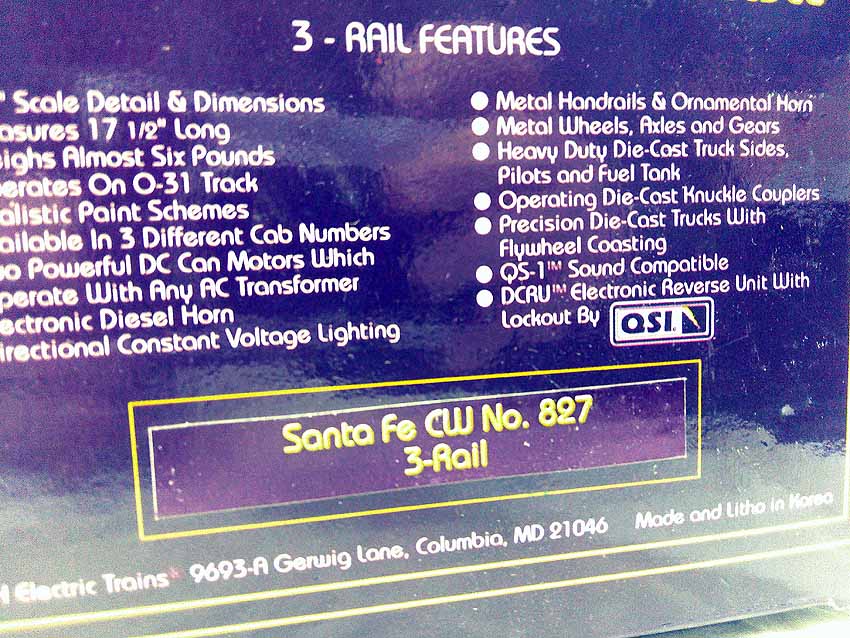 3 - RAIL FEATURES
" Scale Detail & Dimensions
asures 17 1/2" Long
ighs Almost Six Pounds
erates On O-31 Track
alistic Paint Schemes
ailable In 3 Different Cab Numbers
o Powerful DC Can Motors Which
perate With Any AC Transformer
ectronic Diesel Horn
irectional Constant Voltage Lighting
● Metal Handrails & Ornamental Horn
● Metal Wheels, Axles and Gears
● Heavy Duty Die-Cast Truck Sides,
Pilots and Fuel Tank
● Operating Die-Cast Knuckle Couplers
● Precision Die-Cast Trucks With
Flywheel Coasting
● QS-1™ Sound Compatible
● DCRU™ Electronic Reverse Unit With
Lockout By QSI
Santa Fe CW No. 827
3-Rail
H Electric Trains 9693-A Gerwig Lane, Columbia, MD 21046 Made and Litho in Korea